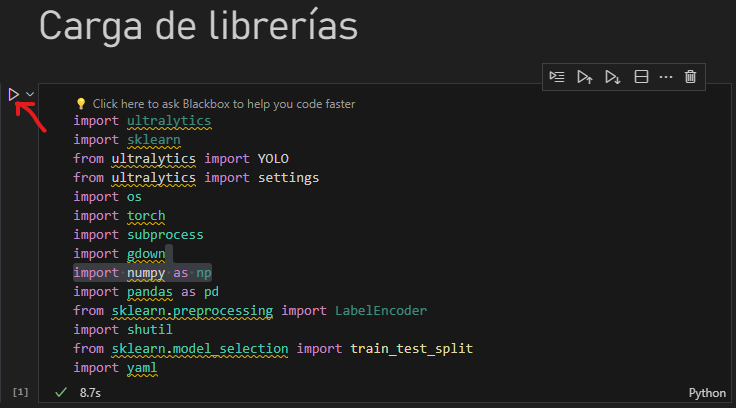 Carga de librerías
Click here to ask Blackbox to help you code faster
import ultralytics
import sklearn
from ultralytics import YOLO
from ultralytics import settings
import os
import torch
import subprocess
import gdown
import numpy as np
import pandas as pd
from sklearn.preprocessing import LabelEncoder
import shutil
from sklearn.model_selection import train_test_split
import yaml
[1] 8.7s Python